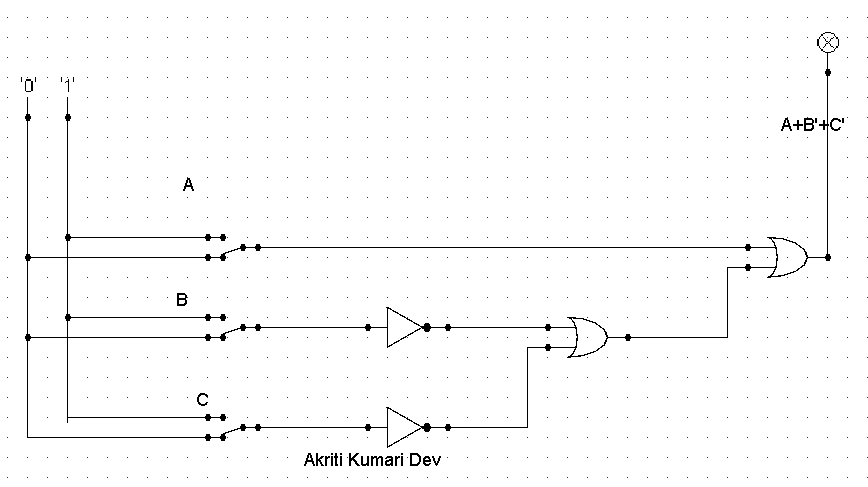 '0' '1'
A+B'+C'
A
B
C
Akriti Kumari Dev